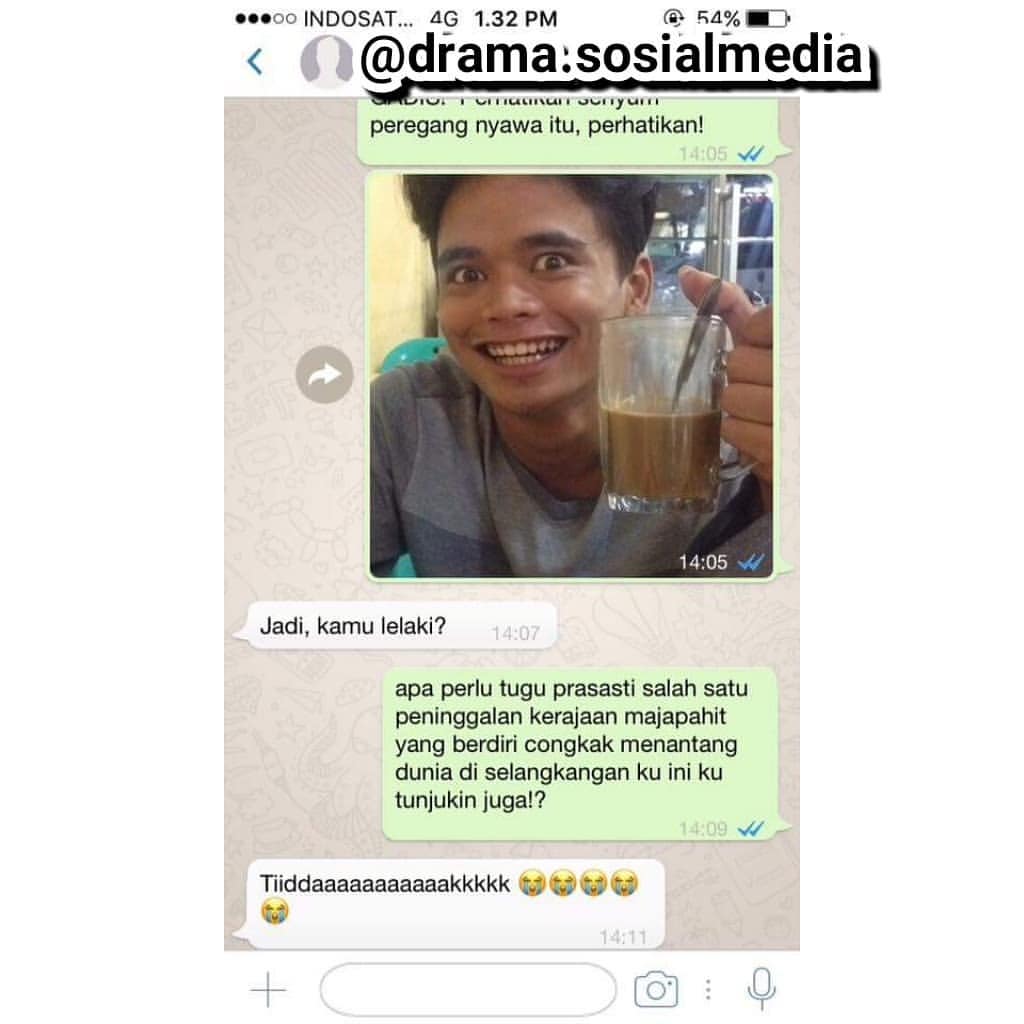 INDOSAT... 4G 1.32 PM 54%
@drama.sosialmedia
Perhatikan senyum
peregang nyawa itu, perhatikan!
14:05
14:05
Jadi, kamu lelaki?
14:07
apa perlu tugu prasasti salah satu
peninggalan kerajaan majapahit
yang berdiri congkak menantang
dunia di selangkangan ku ini ku
tunjukin juga!?
14:09
Tiiddaaaaaaaaaaakkkkk 😭😭😭😭
😭
14:11